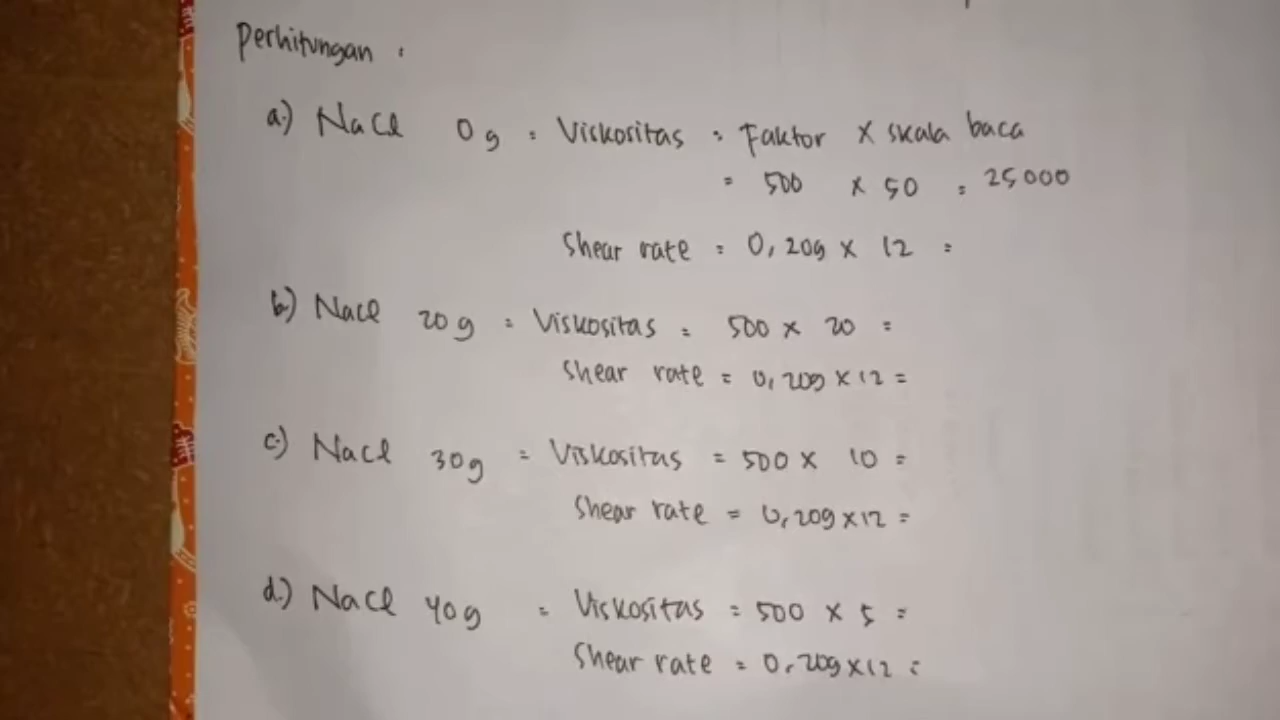 Perhitungan :
a.) NaCl 0 g = Viskositas = Faktor x skala baca
= 500 x 50 = 25000
Shear rate = 0,209 x 12 =
b.) NaCl 20 g = Viskositas = 500 x 20 =
Shear rate = 0,209 x 12 =
c.) NaCl 30 g = Viskositas = 500 x 10 =
Shear rate = 0,209 x 12 =
d.) NaCl 40 g = Viskositas = 500 x 5 =
Shear rate = 0,209 x 12 =